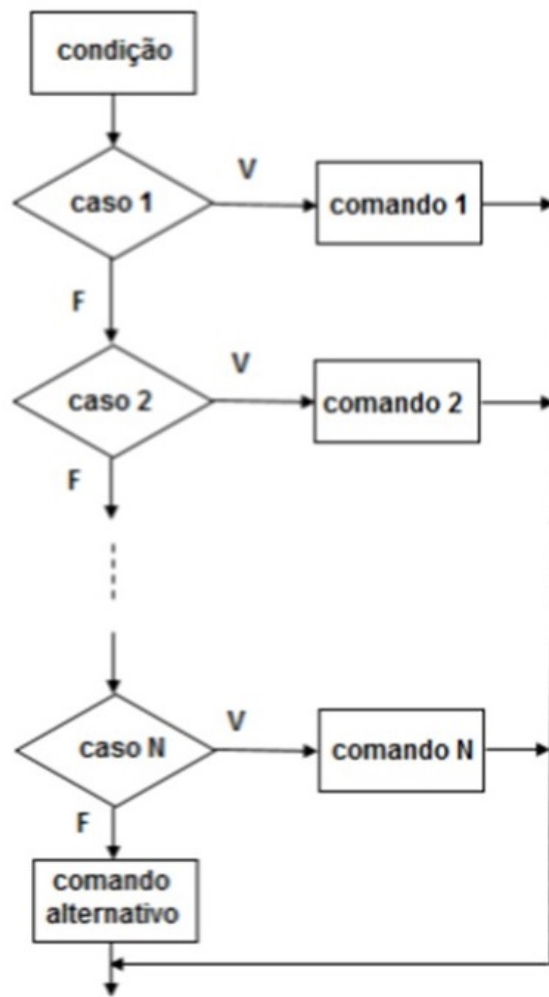 condição
V
caso 1
comando 1
F
V
caso 2
comando 2
F
V
caso N
comando N
F
comando
alternativo